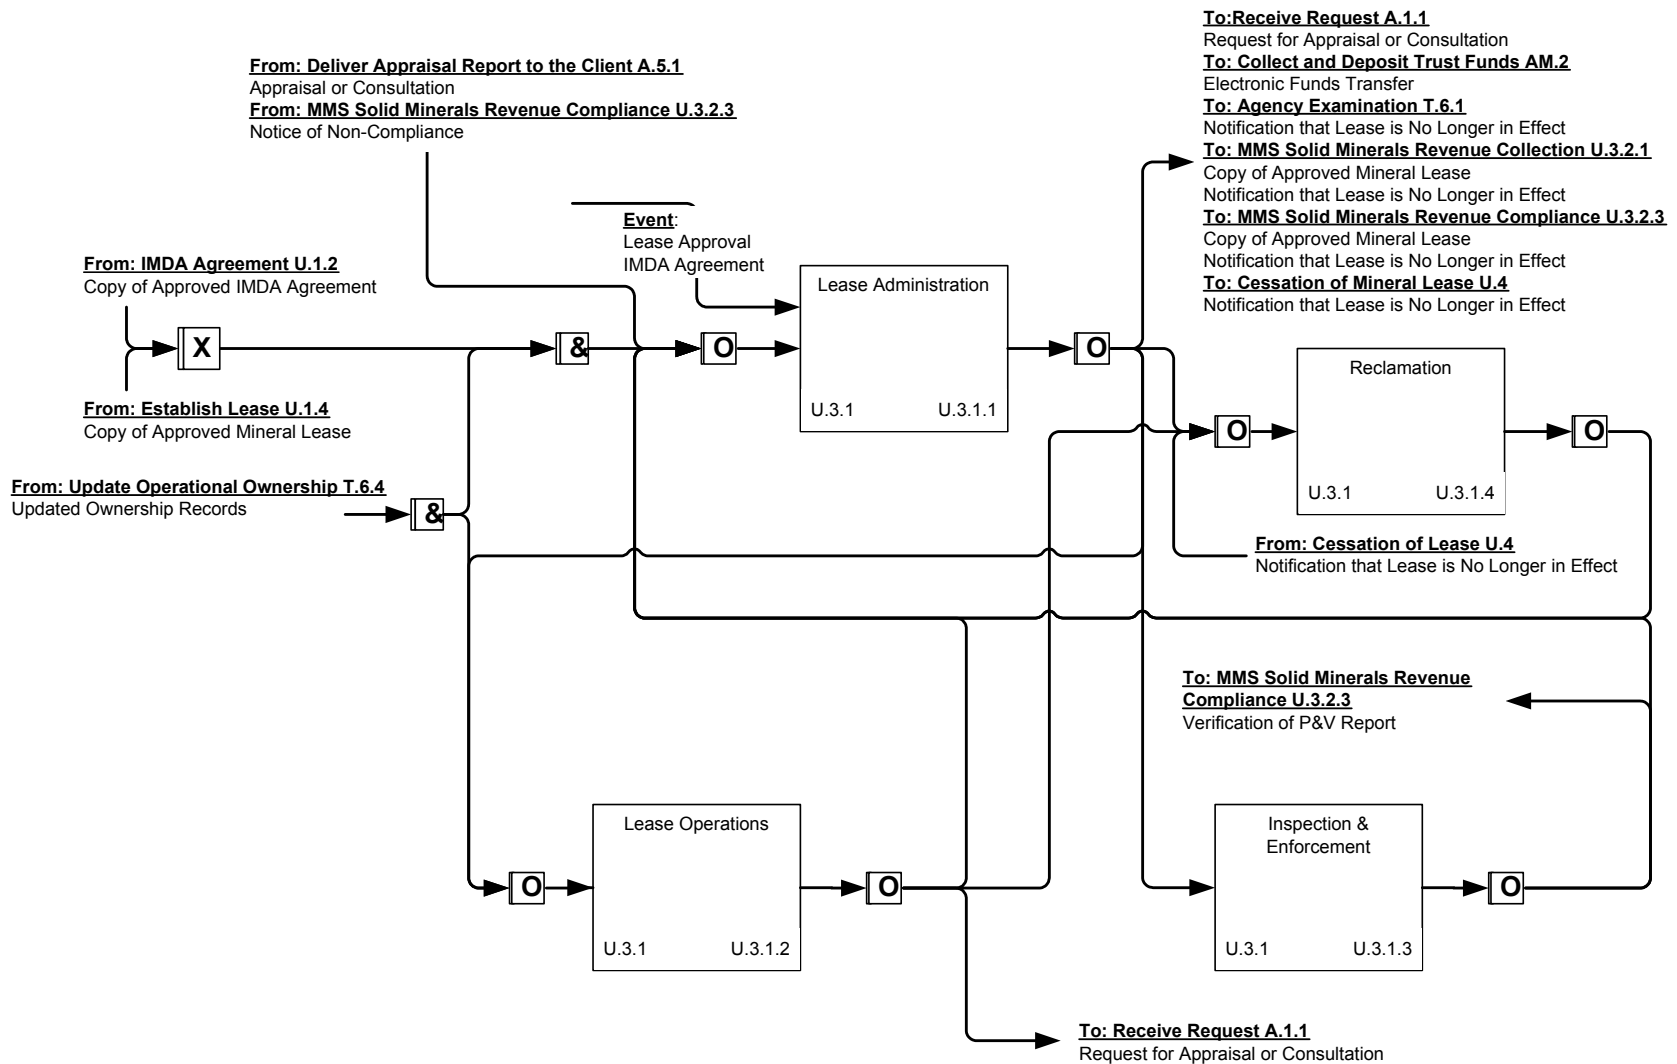 To:Receive Request A.1.1
Request for Appraisal or Consultation
To: Collect and Deposit Trust Funds AM.2
Electronic Funds Transfer
To: Agency Examination T.6.1
Notification that Lease is No Longer in Effect
To: MMS Solid Minerals Revenue Collection U.3.2.1
Copy of Approved Mineral Lease
Notification that Lease is No Longer in Effect
To: MMS Solid Minerals Revenue Compliance U.3.2.3
Copy of Approved Mineral Lease
Notification that Lease is No Longer in Effect
To: Cessation of Mineral Lease U.4
Notification that Lease is No Longer in Effect
From: Deliver Appraisal Report to the Client A.5.1
Appraisal or Consultation
From: MMS Solid Minerals Revenue Compliance U.3.2.3
Notice of Non-Compliance
Event:
Lease Approval
IMDA Agreement
From: IMDA Agreement U.1.2
Copy of Approved IMDA Agreement
X
&
O
Lease Administration
U.3.1 U.3.1.1
O
From: Establish Lease U.1.4
Copy of Approved Mineral Lease
O
Reclamation
U.3.1 U.3.1.4
O
From: Update Operational Ownership T.6.4
Updated Ownership Records
&
From: Cessation of Lease U.4
Notification that Lease is No Longer in Effect
To: MMS Solid Minerals Revenue
Compliance U.3.2.3
Verification of P&V Report
O
Lease Operations
U.3.1 U.3.1.2
O
Inspection &
Enforcement
U.3.1 U.3.1.3
O
To: Receive Request A.1.1
Request for Appraisal or Consultation